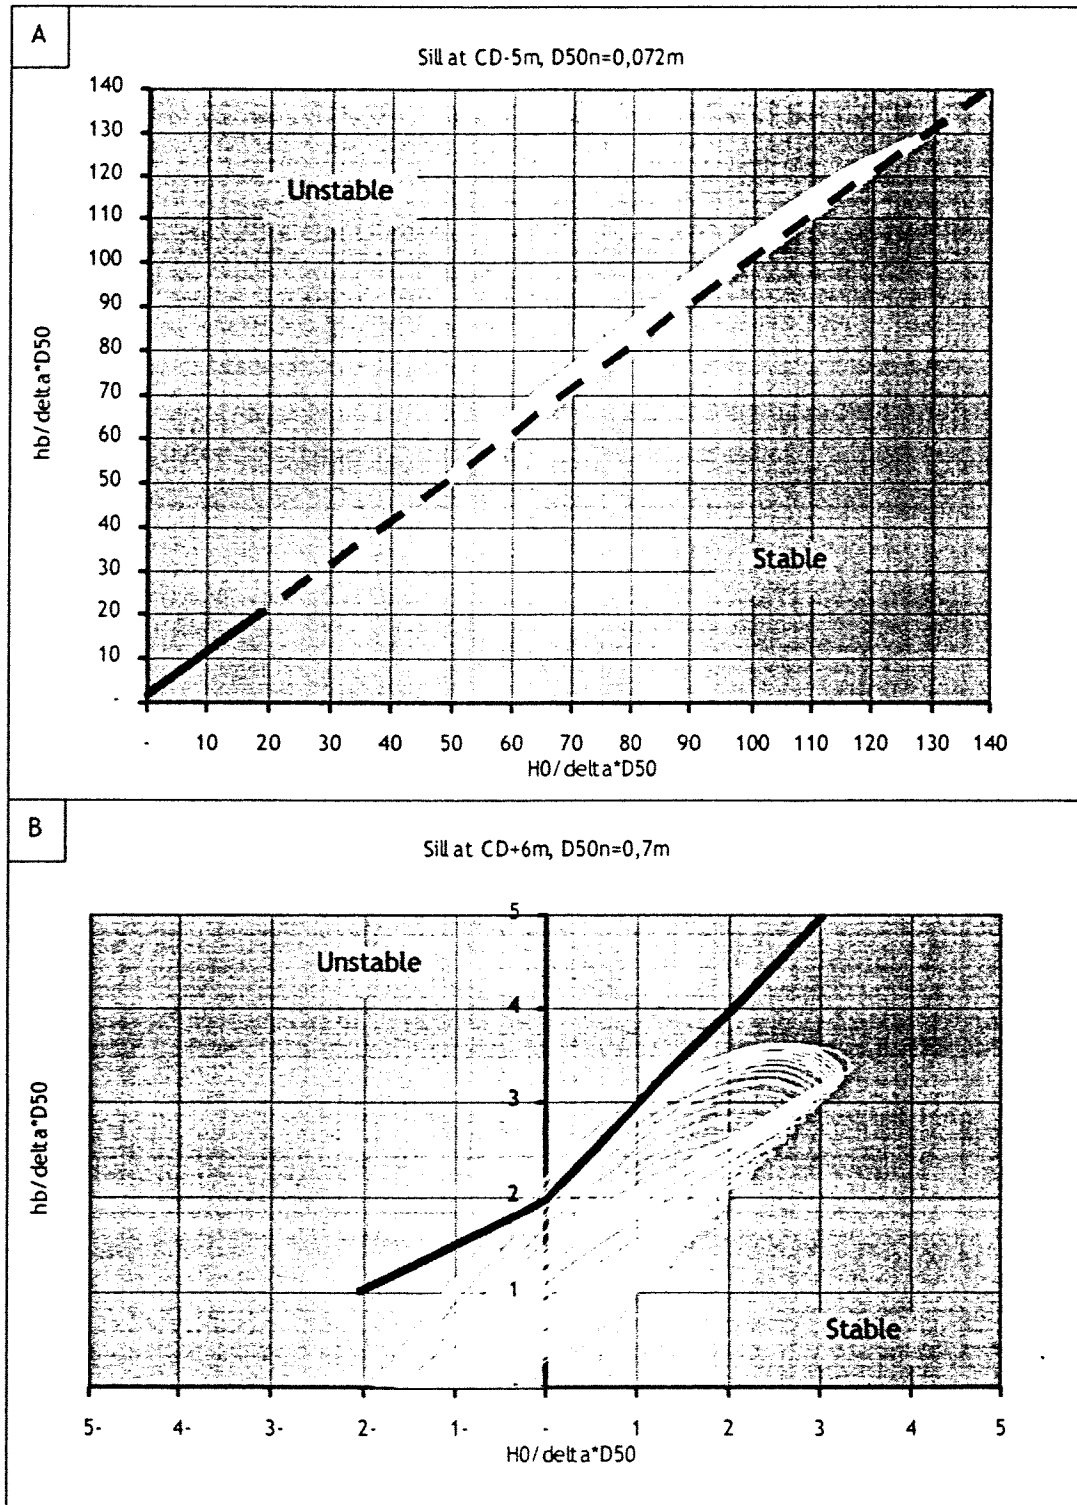 A
Sill at CD-5m, D50n=0,072m
140
130
120
110
100
90
80
70
60
50
40
30
20
10
-
hb/delta*D50
Unstable
Stable
- 10 20 30 40 50 60 70 80 90 100 110 120 130 140
H0/delta*D50
B
Sill at CD+6m, D50n=0,7m
5
4
3
2
1
-
hb/delta*D50
Unstable
Stable
5- 4- 3- 2- 1- - 1 2 3 4 5
H0/delta*D50